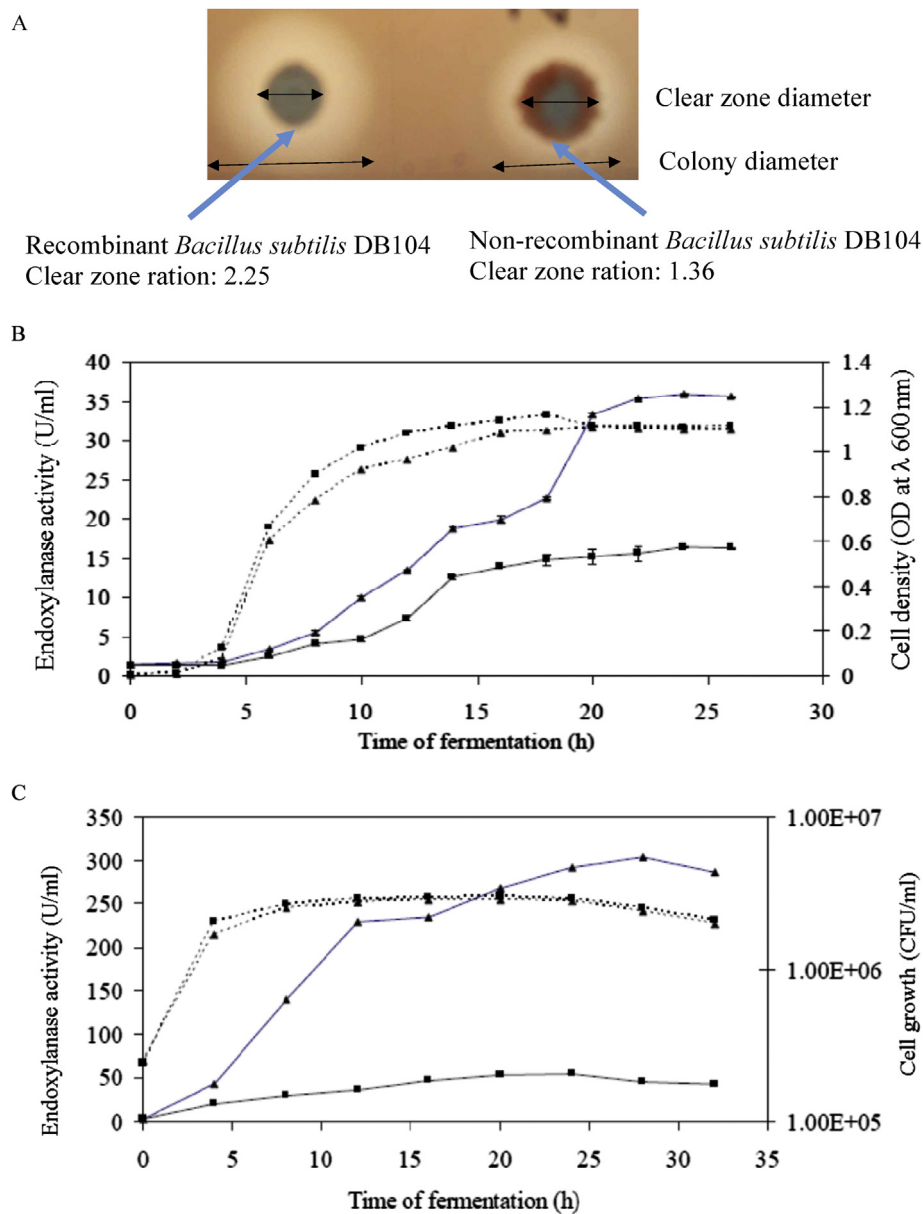 A
Clear zone diameter
Colony diameter
Recombinant Bacillus subtilis DB104
Clear zone ration: 2.25
Non-recombinant Bacillus subtilis DB104
Clear zone ration: 1.36
B
Endoxylanase activity (U/ml)
40
35
30
25
20
15
10
5
0
1.4
1.2
1
0.8
0.6
0.4
0.2
0
Cell density (OD at λ 600nm)
0 5 10 15 20 25 30
Time of fermentation (h)
C
Endoxylanase activity (U/ml)
350
300
250
200
150
100
50
0
1.00E+07
1.00E+06
1.00E+05
Cell growth (CFU/ml)
0 5 10 15 20 25 30 35
Time of fermentation (h)